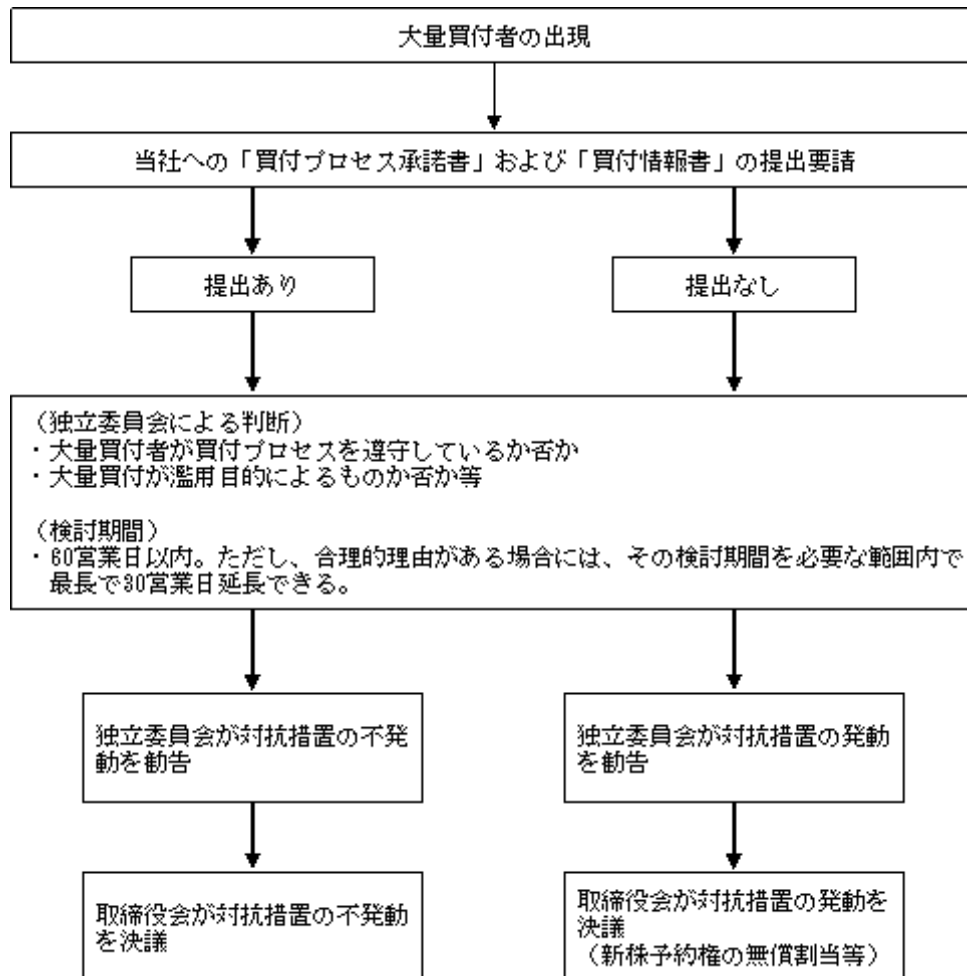 大量買付者の出現
当社への「買付プロセス承諾書」および「買付情報書」の提出要請
提出あり
提出なし
（独立委員会による判断）
・大量買付者が買付プロセスを遵守しているか否か
・大量買付が濫用目的によるものか否か等
（検討期間）
・60営業日以内。ただし、合理的理由がある場合には、その検討期間を必要な範囲内で
最長で30営業日延長できる。
独立委員会が対抗措置の不発
動を勧告
独立委員会が対抗措置の発動
を勧告
取締役会が対抗措置の不発動
を決議
取締役会が対抗措置の発動を
決議
（新株予約権の無償割当等）